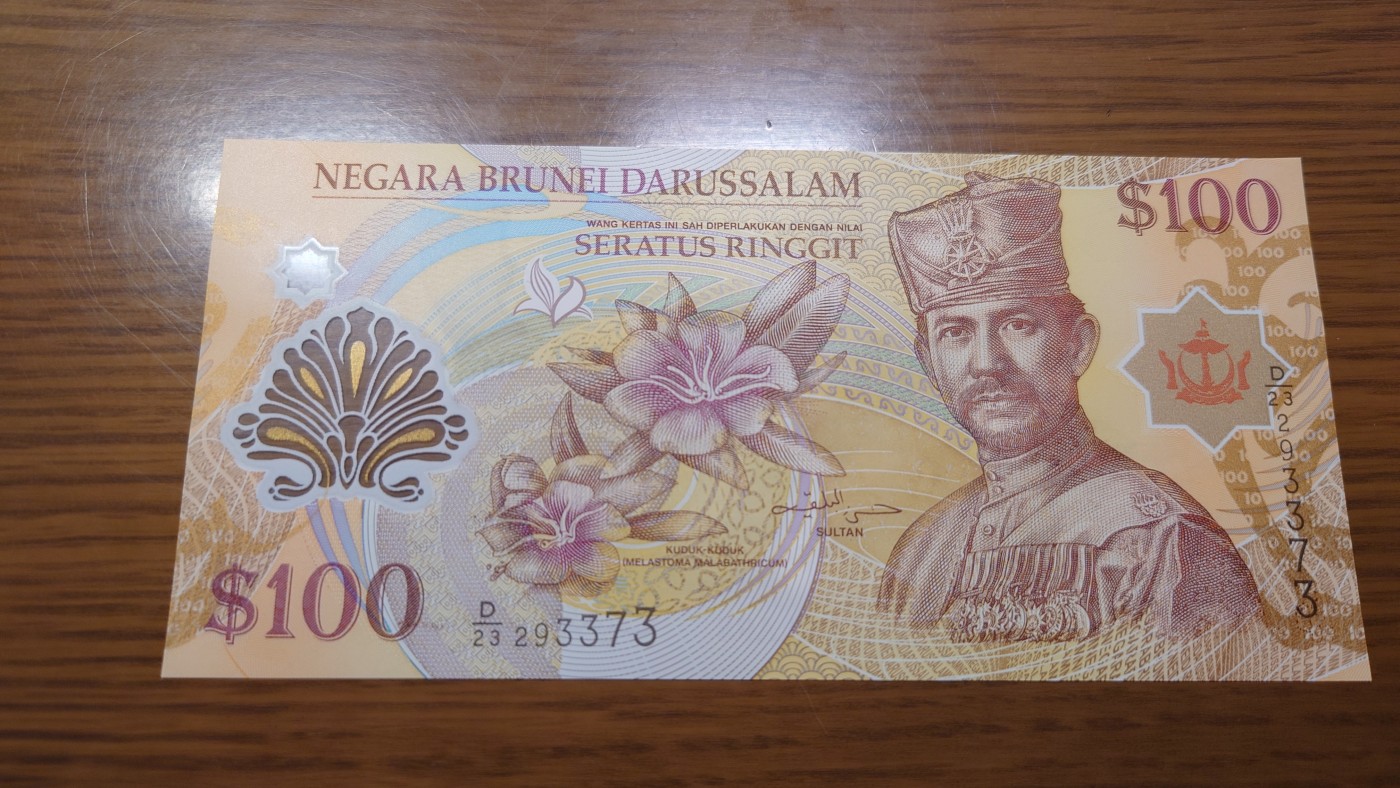 NEGARA BRUNEI DARUSSALAM
$100
WANG KERTAS INI SAH DIPERLAKUKAN DENGAN NILAI
SERATUS RINGGIT
D/23 293373
SULTAN
KUDUK-KUDUK
(MELASTOMA MALABATHRICUM)
$100
D/23 293373